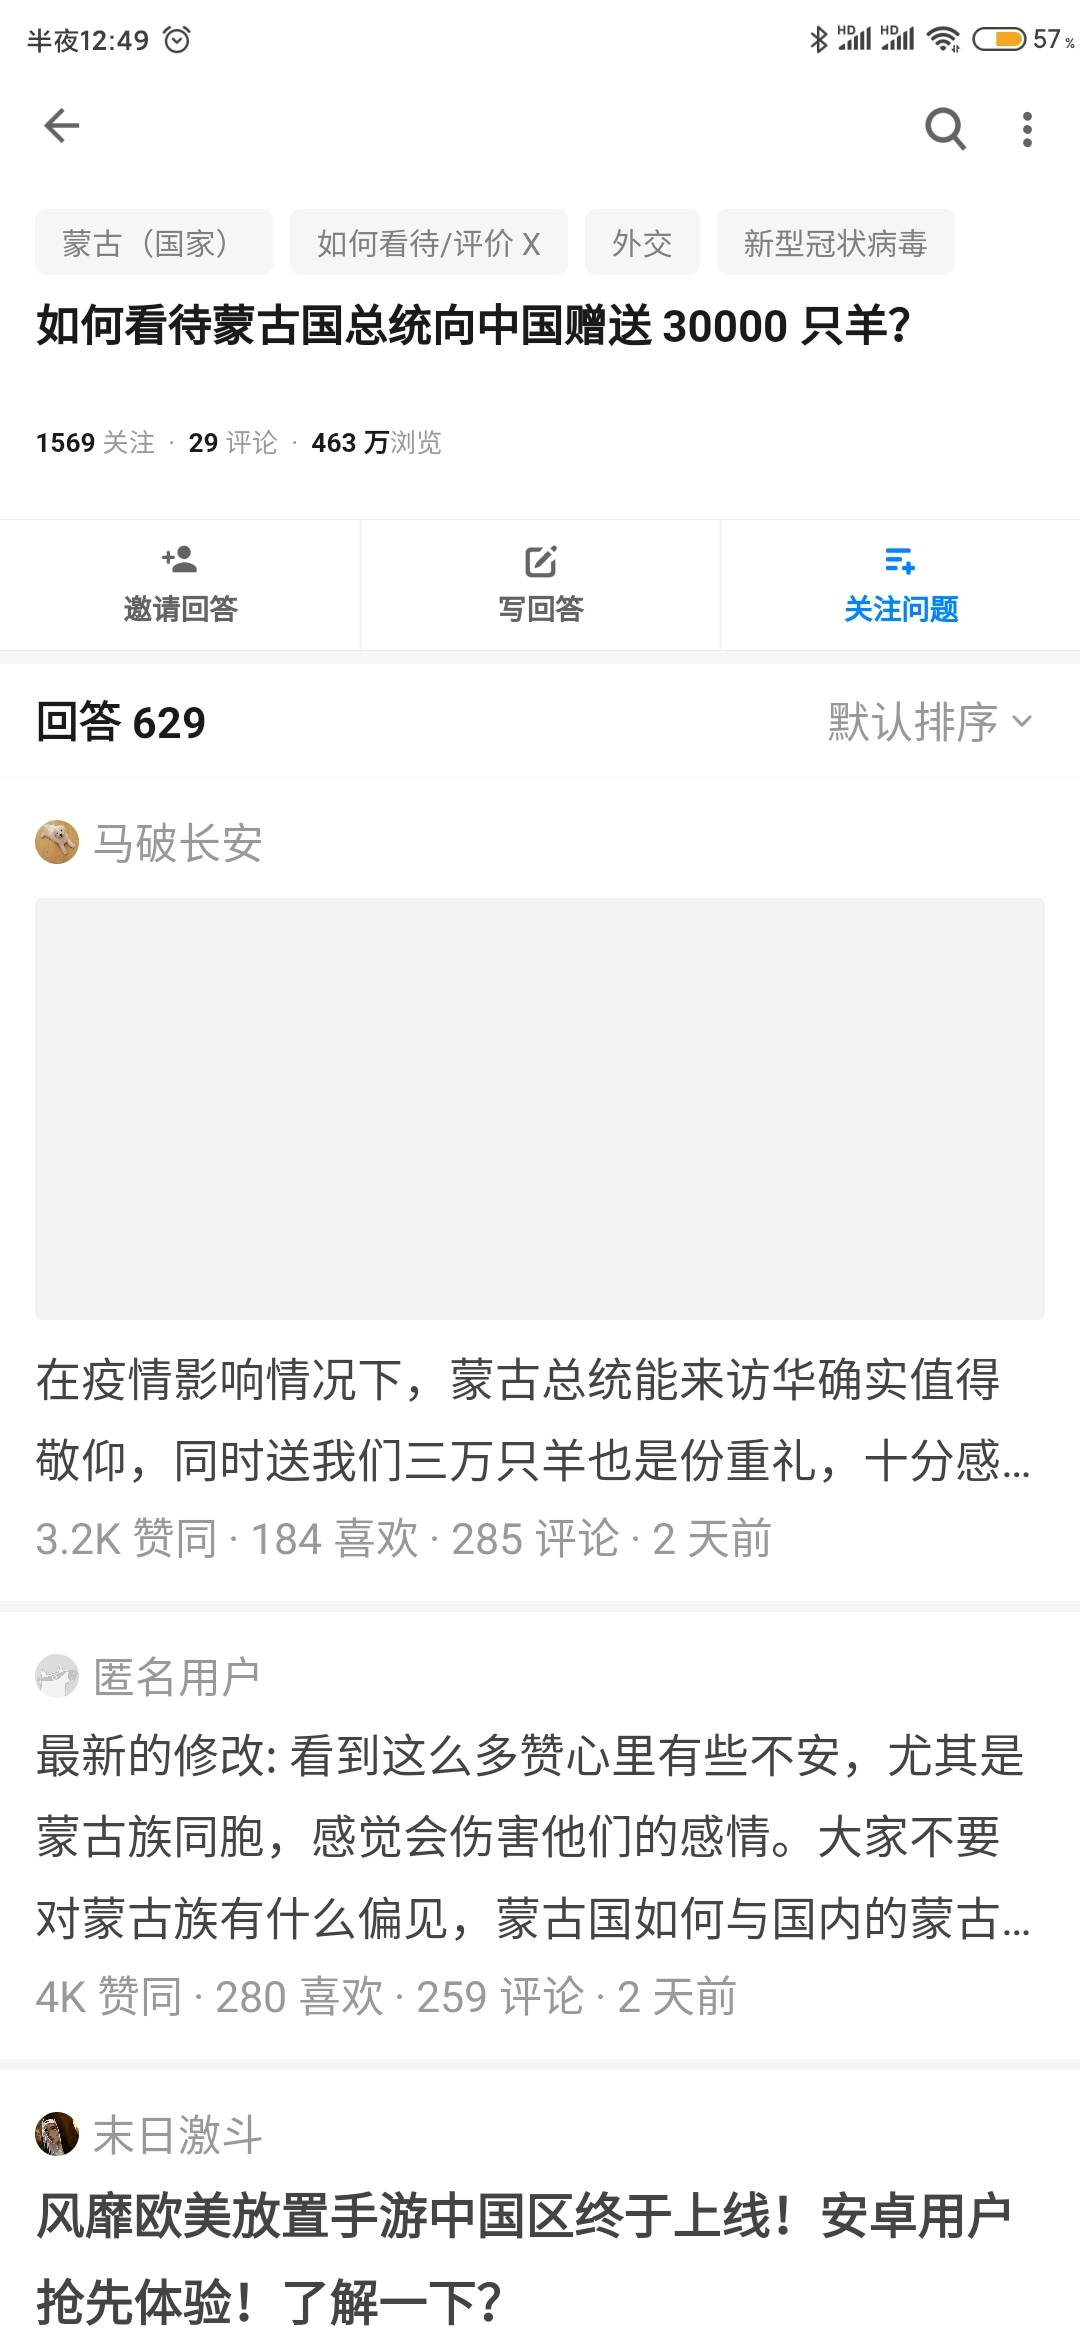 半夜12:49
HD HD 57 %
蒙古（国家） 如何看待/评价 X 外交 新型冠状病毒
如何看待蒙古国总统向中国赠送 30000 只羊？
1569 关注 · 29 评论 · 463 万浏览
邀请回答 写回答 关注问题
回答 629 默认排序
马破长安
在疫情影响情况下，蒙古总统能来访华确实值得
敬仰，同时送我们三万只羊也是份重礼，十分感...
3.2K 赞同 · 184 喜欢 · 285 评论 · 2 天前
匿名用户
最新的修改: 看到这么多赞心里有些不安，尤其是
蒙古族同胞，感觉会伤害他们的感情。大家不要
对蒙古族有什么偏见，蒙古国如何与国内的蒙古...
4K 赞同 · 280 喜欢 · 259 评论 · 2 天前
末日激斗
风靡欧美放置手游中国区终于上线！安卓用户
抢先体验！了解一下？